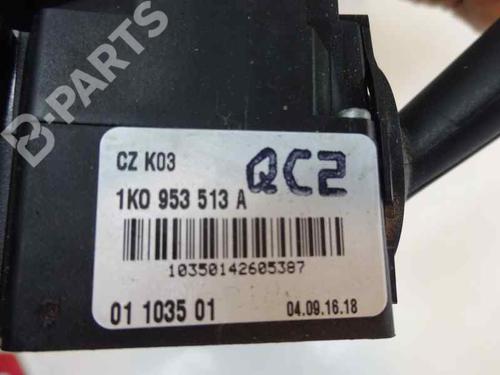 B-PARTS
CZ K03
QC2
1K0 953 513 A
10350142605387
01 1035 01
04.09.16.18